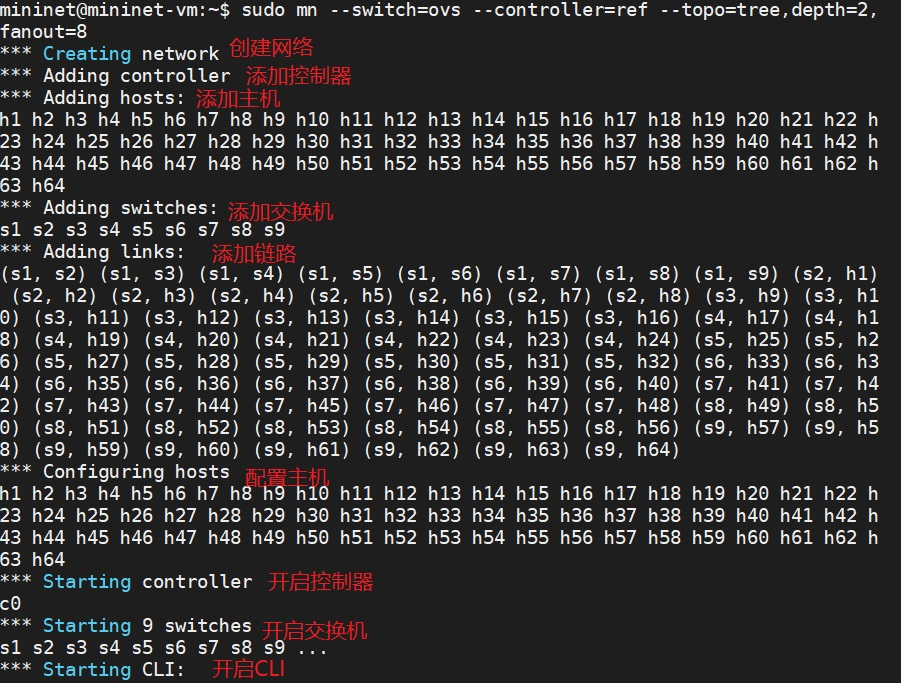 mininet@mininet-vm:~$ sudo mn --switch=ovs --controller=ref --topo=tree,depth=2,
fanout=8
*** Creating network 创建网络
*** Adding controller 添加控制器
*** Adding hosts: 添加主机
h1 h2 h3 h4 h5 h6 h7 h8 h9 h10 h11 h12 h13 h14 h15 h16 h17 h18 h19 h20 h21 h22 h
23 h24 h25 h26 h27 h28 h29 h30 h31 h32 h33 h34 h35 h36 h37 h38 h39 h40 h41 h42 h
43 h44 h45 h46 h47 h48 h49 h50 h51 h52 h53 h54 h55 h56 h57 h58 h59 h60 h61 h62 h
63 h64
*** Adding switches: 添加交换机
s1 s2 s3 s4 s5 s6 s7 s8 s9
*** Adding links: 添加链路
(s1, s2) (s1, s3) (s1, s4) (s1, s5) (s1, s6) (s1, s7) (s1, s8) (s1, s9) (s2, h1)
(s2, h2) (s2, h3) (s2, h4) (s2, h5) (s2, h6) (s2, h7) (s2, h8) (s3, h9) (s3, h1
0) (s3, h11) (s3, h12) (s3, h13) (s3, h14) (s3, h15) (s3, h16) (s4, h17) (s4, h1
8) (s4, h19) (s4, h20) (s4, h21) (s4, h22) (s4, h23) (s4, h24) (s5, h25) (s5, h2
6) (s5, h27) (s5, h28) (s5, h29) (s5, h30) (s5, h31) (s5, h32) (s6, h33) (s6, h3
4) (s6, h35) (s6, h36) (s6, h37) (s6, h38) (s6, h39) (s6, h40) (s7, h41) (s7, h4
2) (s7, h43) (s7, h44) (s7, h45) (s7, h46) (s7, h47) (s7, h48) (s8, h49) (s8, h5
0) (s8, h51) (s8, h52) (s8, h53) (s8, h54) (s8, h55) (s8, h56) (s9, h57) (s9, h5
8) (s9, h59) (s9, h60) (s9, h61) (s9, h62) (s9, h63) (s9, h64)
*** Configuring hosts 配置主机
h1 h2 h3 h4 h5 h6 h7 h8 h9 h10 h11 h12 h13 h14 h15 h16 h17 h18 h19 h20 h21 h22 h
23 h24 h25 h26 h27 h28 h29 h30 h31 h32 h33 h34 h35 h36 h37 h38 h39 h40 h41 h42 h
43 h44 h45 h46 h47 h48 h49 h50 h51 h52 h53 h54 h55 h56 h57 h58 h59 h60 h61 h62 h
63 h64
*** Starting controller 开启控制器
c0
*** Starting 9 switches 开启交换机
s1 s2 s3 s4 s5 s6 s7 s8 s9 ...
*** Starting CLI: 开启CLI